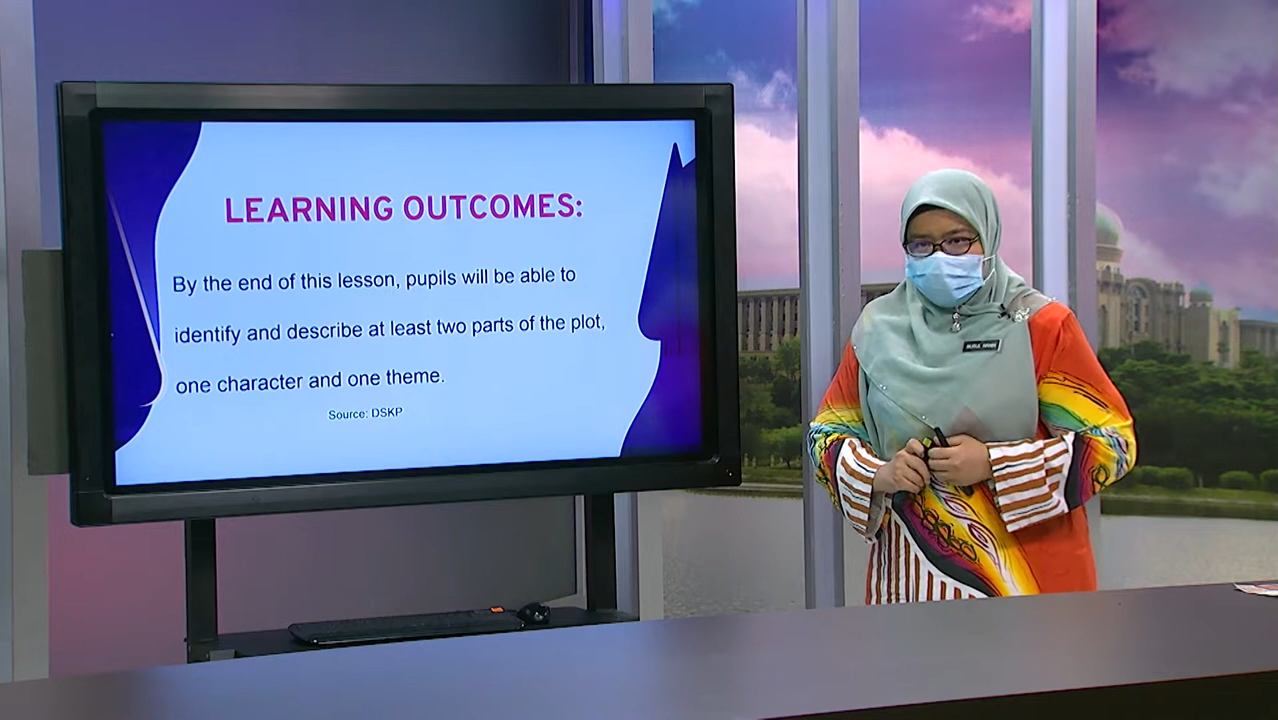 LEARNING OUTCOMES:
By the end of this lesson, pupils will be able to
identify and describe at least two parts of the plot,
one character and one theme.
Source: DSKP